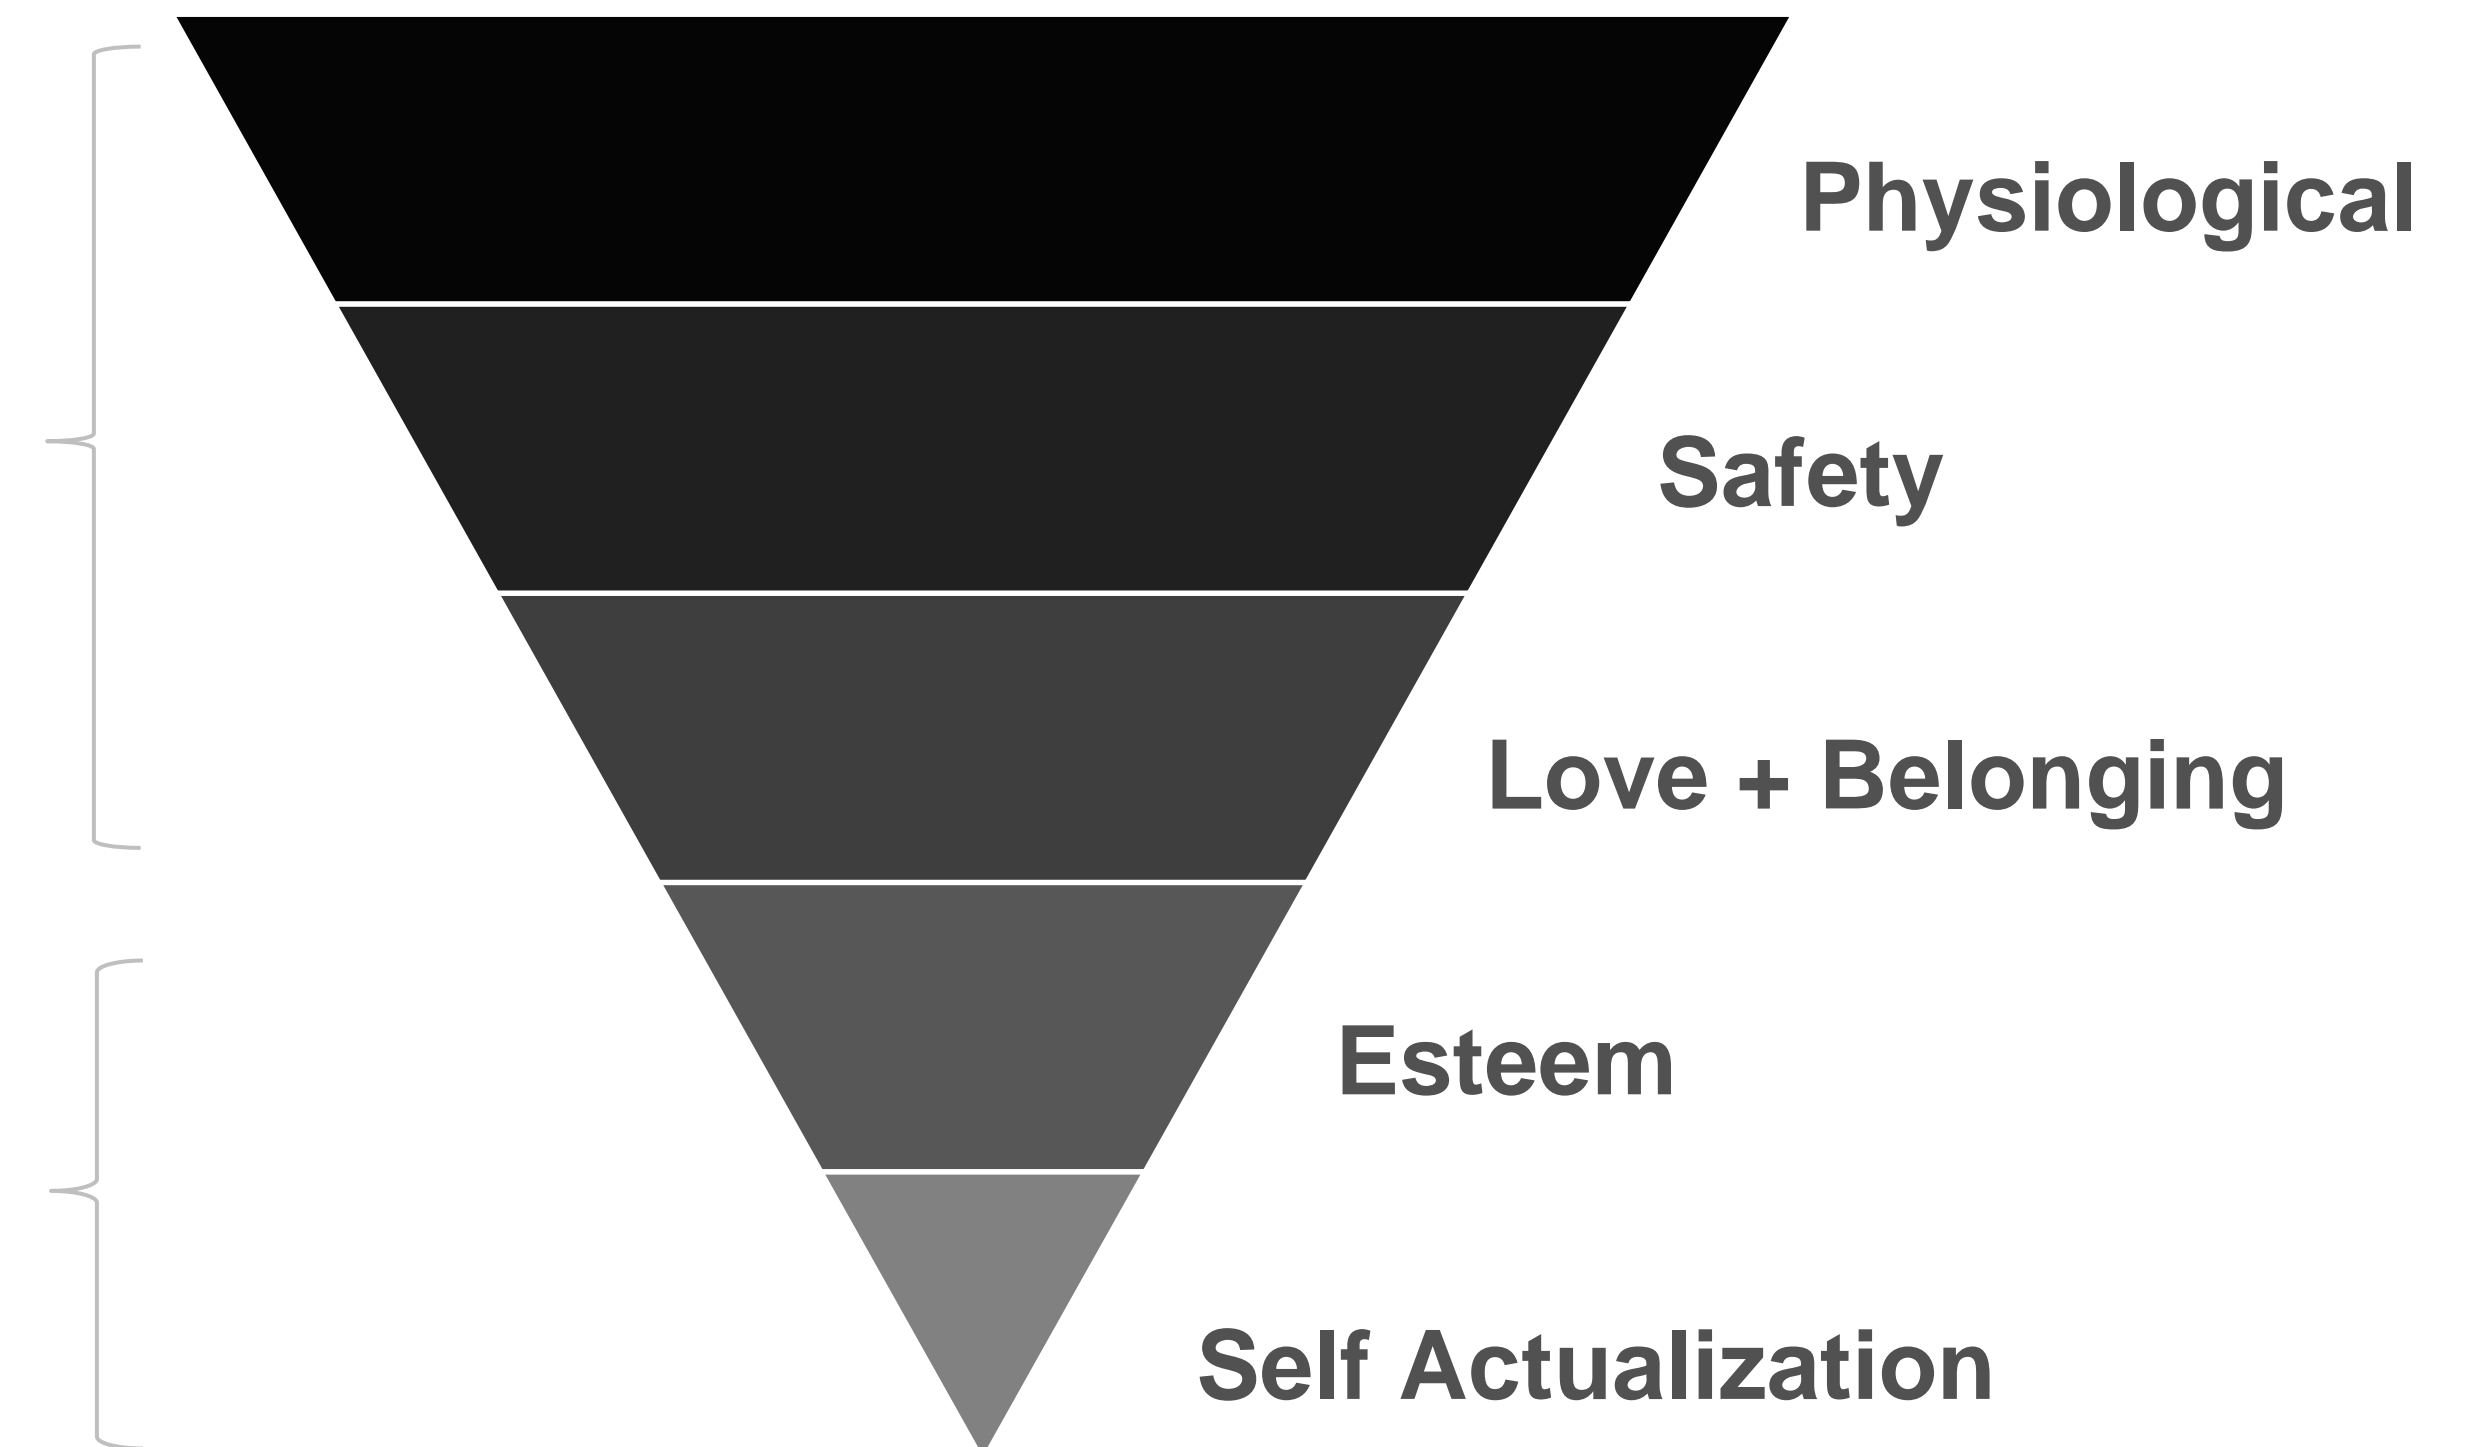 Physiological
Safety
Love + Belonging
Esteem
Self Actualization